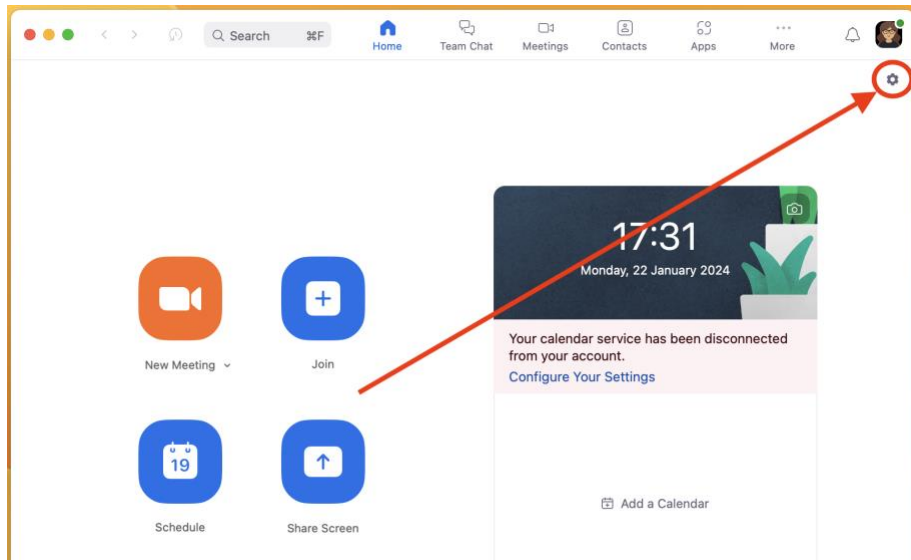 Search ⌘F
Home
Team Chat
Meetings
Contacts
Apps
More
17:31
Monday, 22 January 2024
Your calendar service has been disconnected
from your account.
Configure Your Settings
Add a Calendar
New Meeting
Join
19
Schedule
Share Screen